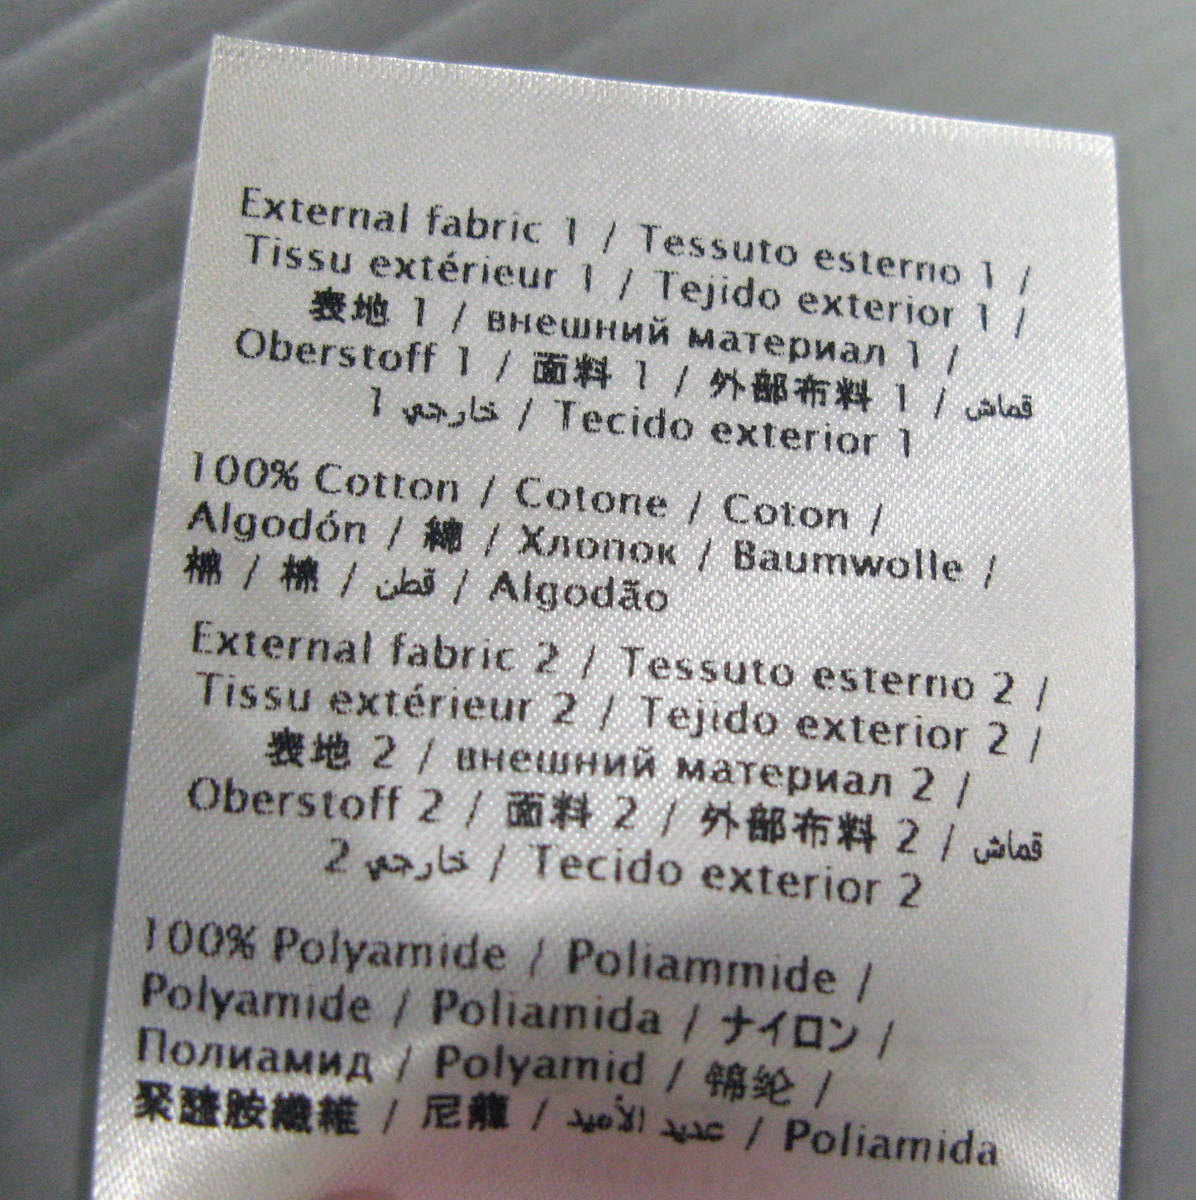 External fabric 1 / Tessuto esterno 1 /
Tissu extérieur 1 / Tejido exterior 1 /
表地 1 / внешний материал 1 /
Oberstoff 1 / 面料 1 / 外部布料 1 / قماش
خارجي 1 / Tecido exterior 1
100% Cotton / Cotone / Coton /
Algodón / 綿 / Хлопок / Baumwolle /
棉 / 棉 / قطن / Algodão
External fabric 2 / Tessuto esterno 2 /
Tissu extérieur 2 / Tejido exterior 2 /
表地 2 / внешний материал 2 /
Oberstoff 2 / 面料 2 / 外部布料 2 / قماش
خارجي 2 / Tecido exterior 2
100% Polyamide / Poliammide /
Polyamide / Poliamida / ナイロン /
Полиамид / Polyamid / 锦纶 /
聚醯胺纖維 / 尼龍 / عديد الأميد / Poliamida